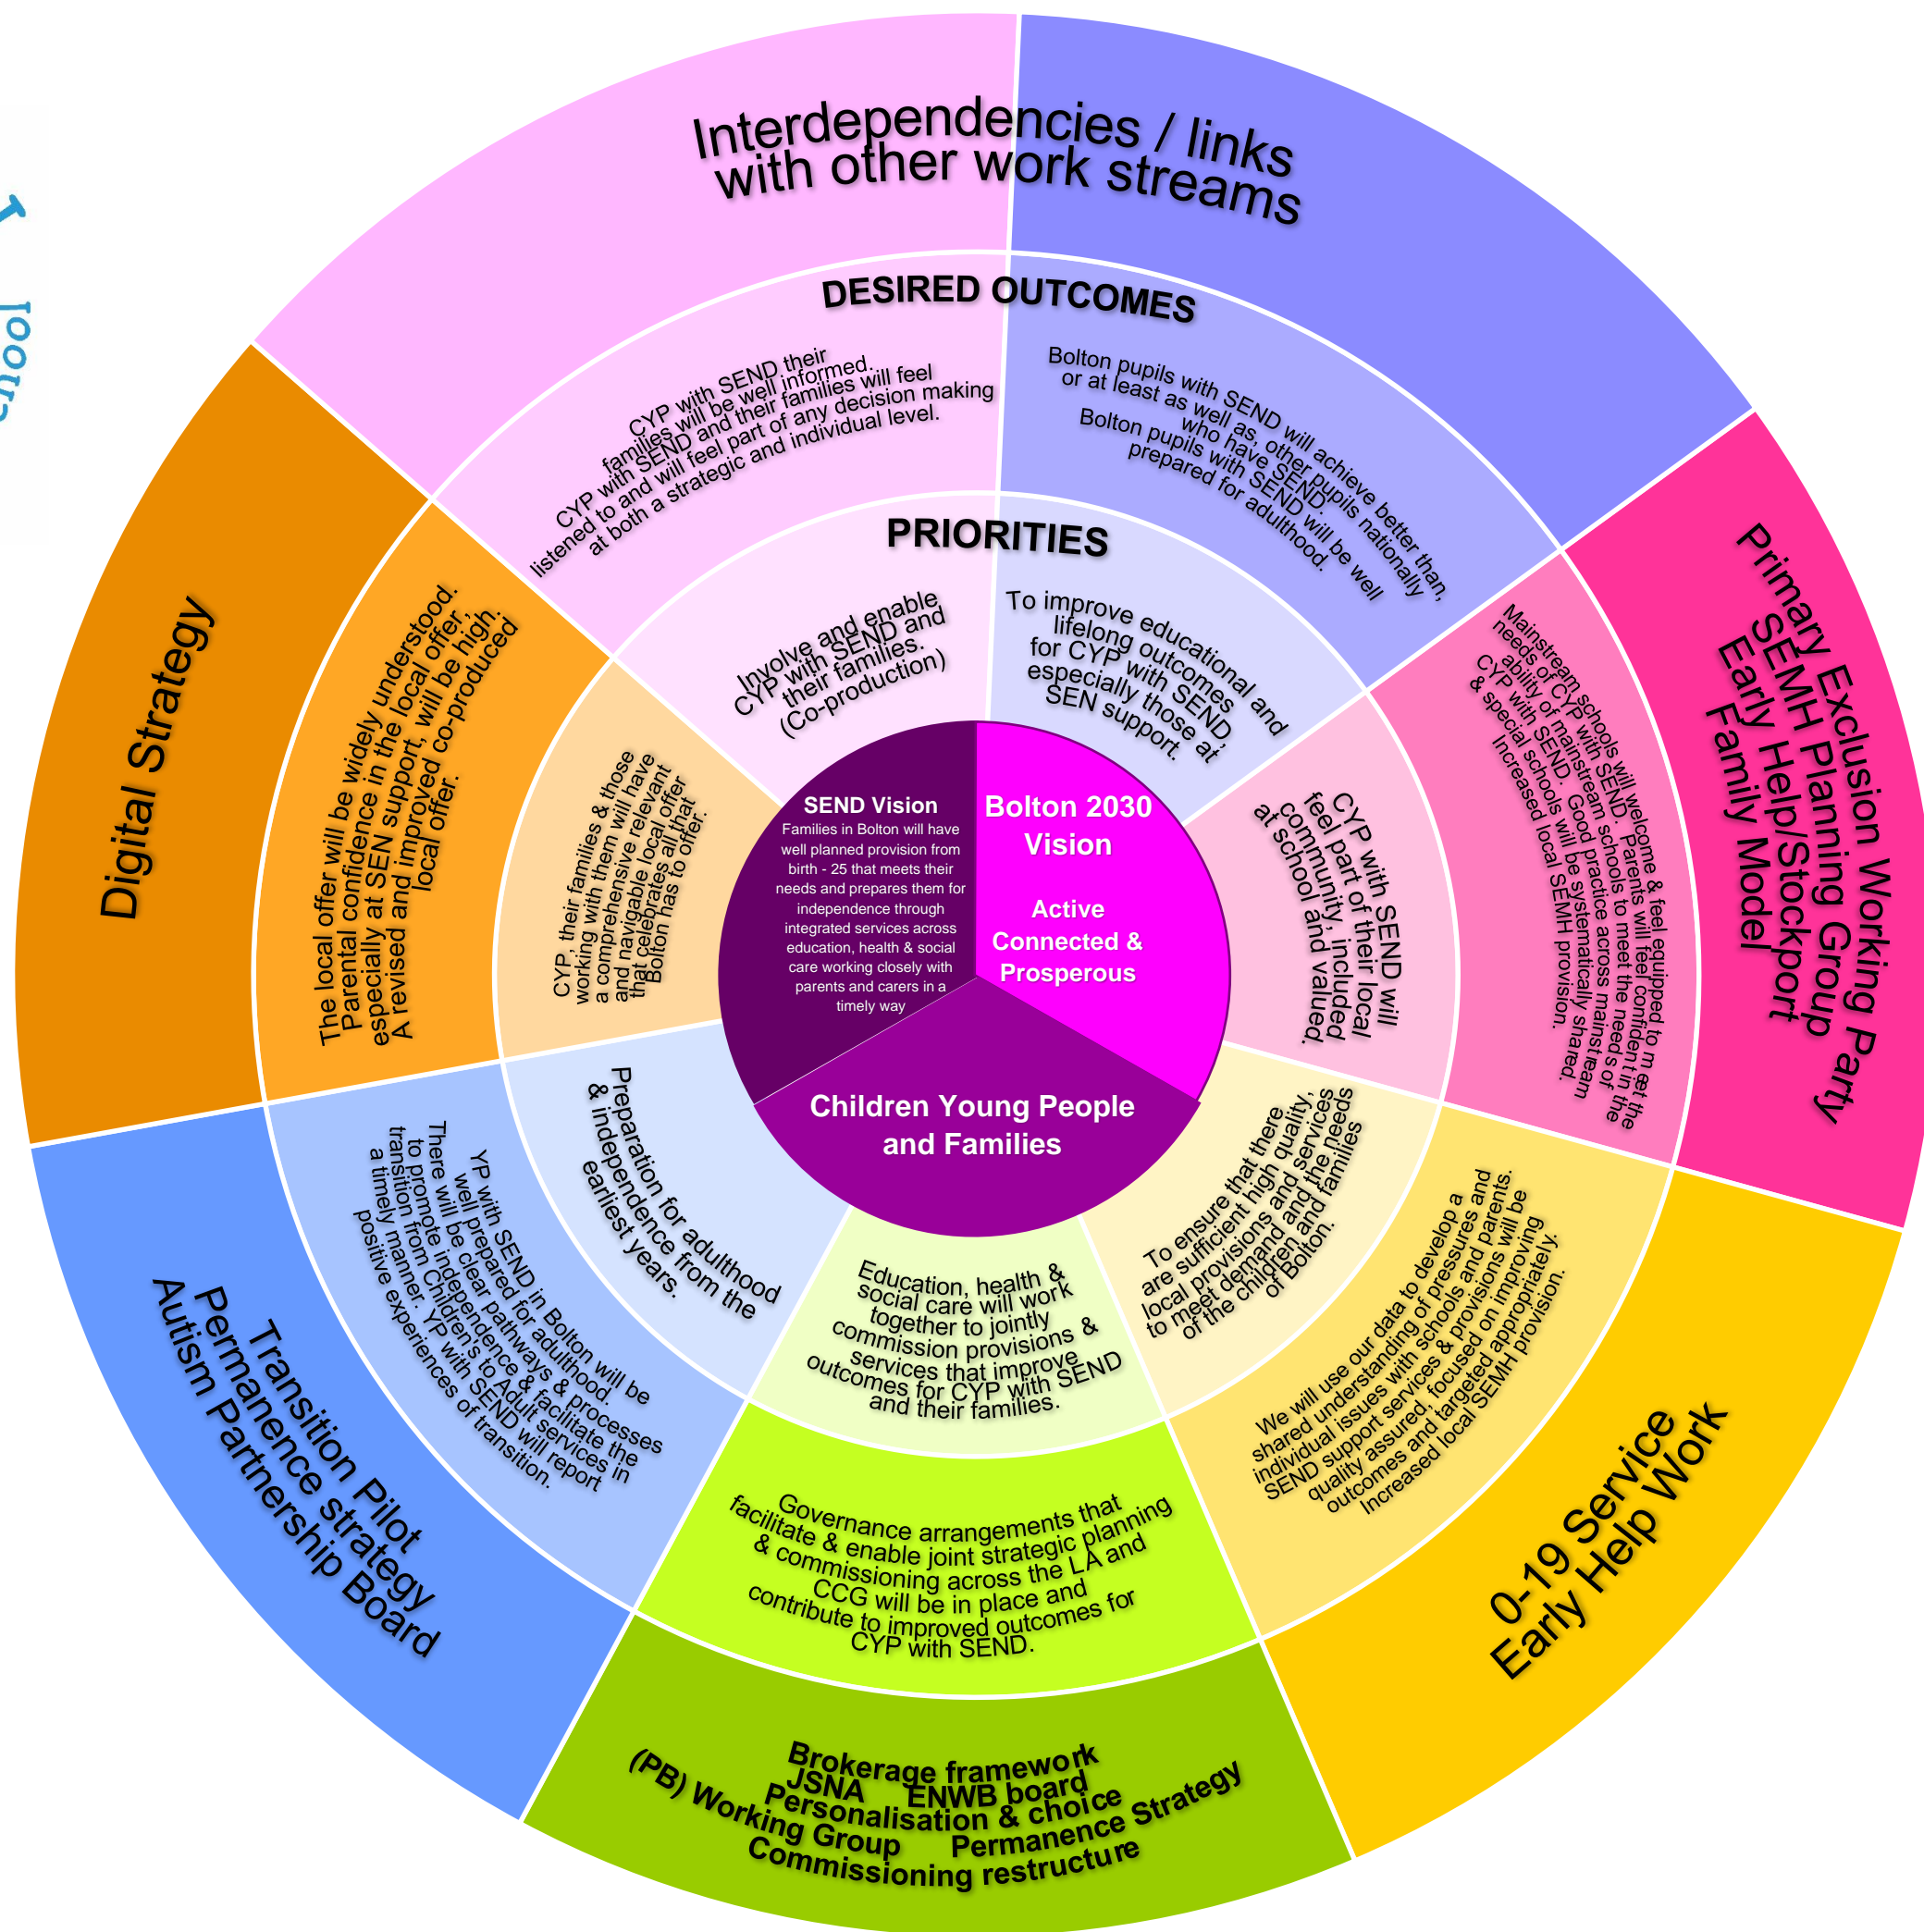 Interdependencies / links
with other work streams
DESIRED OUTCOMES
PRIORITIES
CYP with SEND their
families will be well informed.
CYP with SEND and their families will feel
listened to and will feel part of any decision making
at both a strategic and individual level.
Involve and enable
CYP with SEND and
their families.
(Co-production)
Bolton pupils with SEND will achieve better than,
or at least as well as, other pupils nationally
who have SEND.
Bolton pupils with SEND will be well
prepared for adulthood.
To improve educational and
lifelong outcomes
for CYP with SEND,
especially those at
SEN support.
Primary Exclusion Working Party
SEMH Planning Group
Early Help/Stockport
Family Model
Mainstream schools will welcome & feel equipped to meet the
needs of CYP with SEND. Parents will feel confident in the
ability of mainstream schools to meet the needs of
CYP with SEND. Good practice across mainstream
& special schools will be systematically shared.
Increased local SEMH provision.
CYP with SEND will
feel part of their local
community, included
at school and valued.
0-19 Service
Early Help Work
We will use our data to develop a
shared understanding of pressures and
individual issues with schools and parents.
SEND support services & provisions will be
quality assured, focused on improving
outcomes and targeted appropriately.
Increased local SEMH provision.
To ensure that there
are sufficient high quality,
local provisions and services
to meet demand and the needs
of the children and families
of Bolton.
Education, health &
social care will work
together to jointly
commission provisions &
services that improve
outcomes for CYP with SEND
and their families.
Governance arrangements that
facilitate & enable joint strategic planning
& commissioning across the LA and
CCG will be in place and
contribute to improved outcomes for
CYP with SEND.
Brokerage framework
JSNA ENWB board
Personalisation & choice
(PB) Working Group Permanence Strategy
Commissioning restructure
Transition Pilot
Permanence strategy
Autism Partnership Board
YP with SEND in Bolton will be
well prepared for adulthood.
There will be clear pathways & processes
to promote independence & facilitate the
transition from Children's to Adult services in
a timely manner. YP with SEND will report
positive experiences of transition.
Preparation for adulthood
& independence from the
earliest years.
Digital Strategy
The local offer will be widely understood.
Parental confidence in the local offer,
especially at SEN support, will be high.
A revised and improved co-produced
local offer.
CYP, their families & those
working with them will have
a comprehensive relevant
and navigable local offer
that celebrates all that
Bolton has to offer.
SEND Vision
Families in Bolton will have
well planned provision from
birth - 25 that meets their
needs and prepares them for
independence through
integrated services across
education, health & social
care working closely with
parents and carers in a
timely way
Bolton 2030
Vision
Active
Connected &
Prosperous
Children Young People
and Families